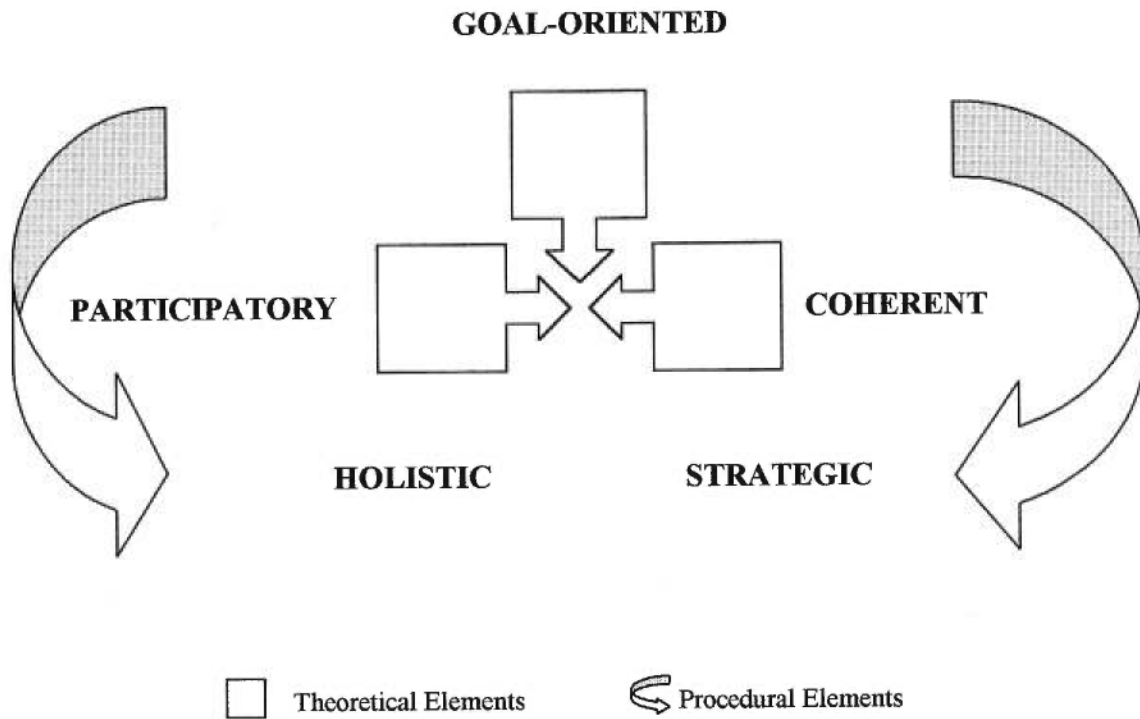 GOAL-ORIENTED
PARTICIPATORY
COHERENT
HOLISTIC
STRATEGIC
Theoretical Elements
Procedural Elements